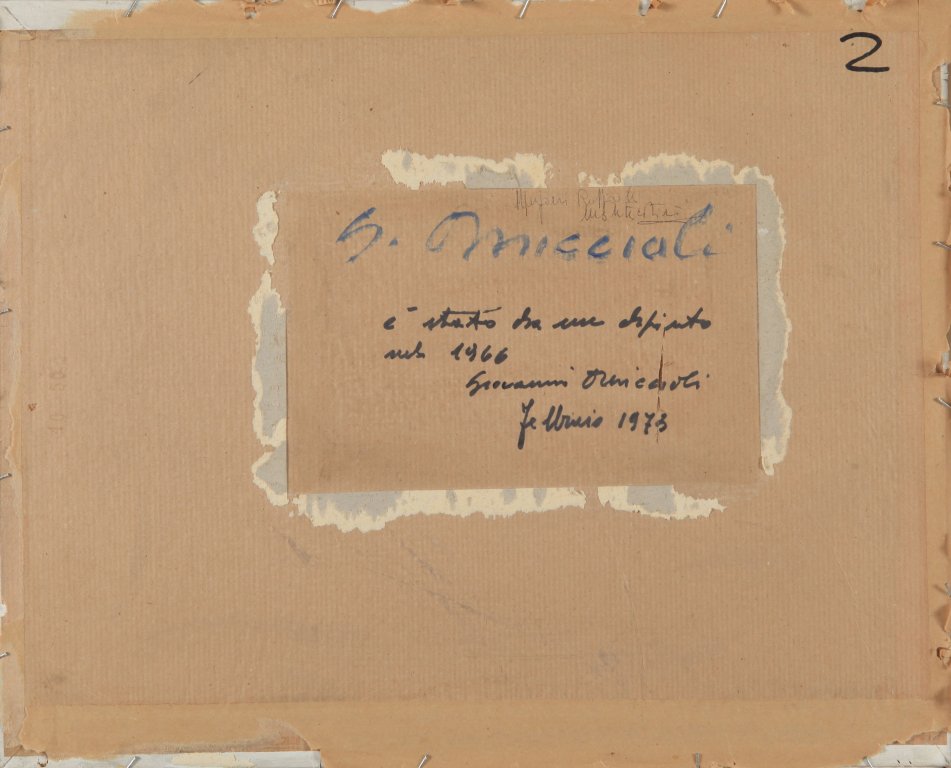 2
G. Omiccioli
è stato da me dipinto
nel 1966
Giovanni Omiccioli
Febbraio 1973